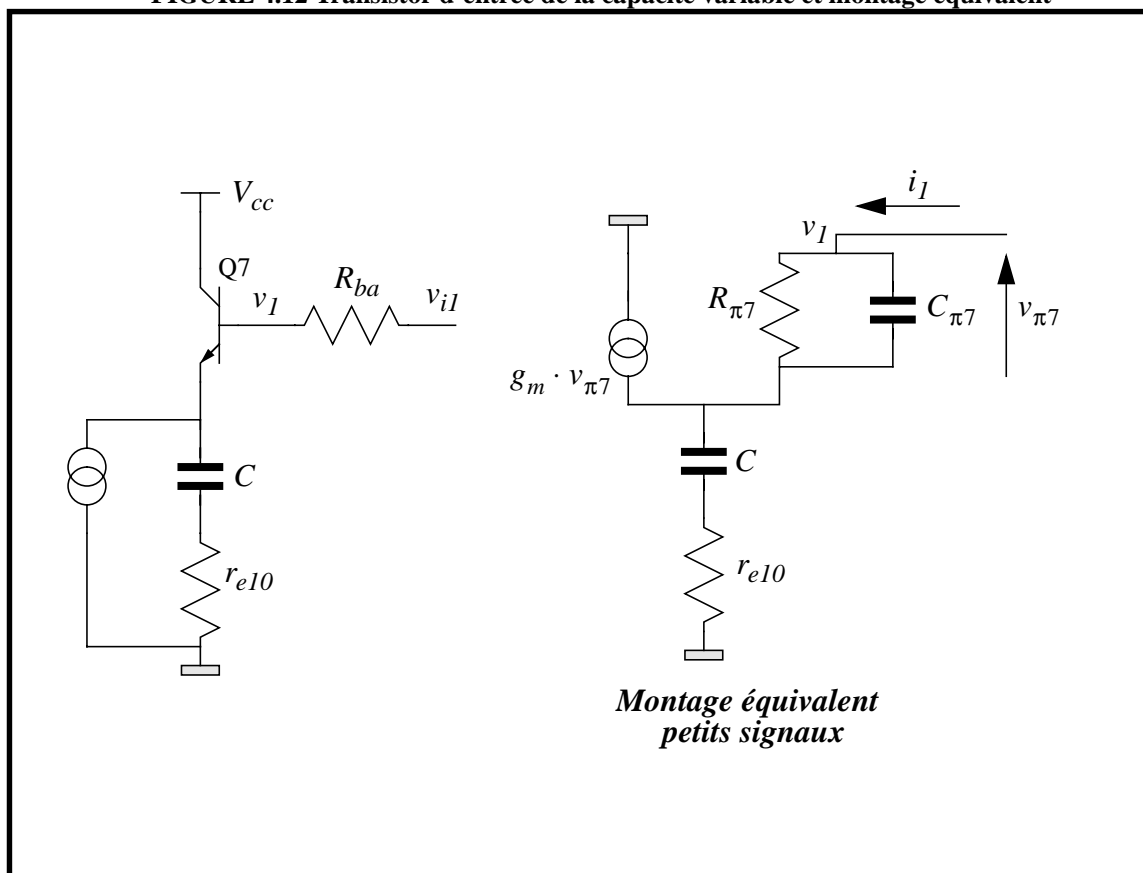 FIGURE 4.12 Transistor d'entrée de la capacité variable et montage équivalent
V_cc
Q7
v_1
R_ba
v_i1
C
r_e10
i_1
v_1
R_π7
C_π7
v_π7
g_m · v_π7
C
r_e10
Montage équivalent
petits signaux